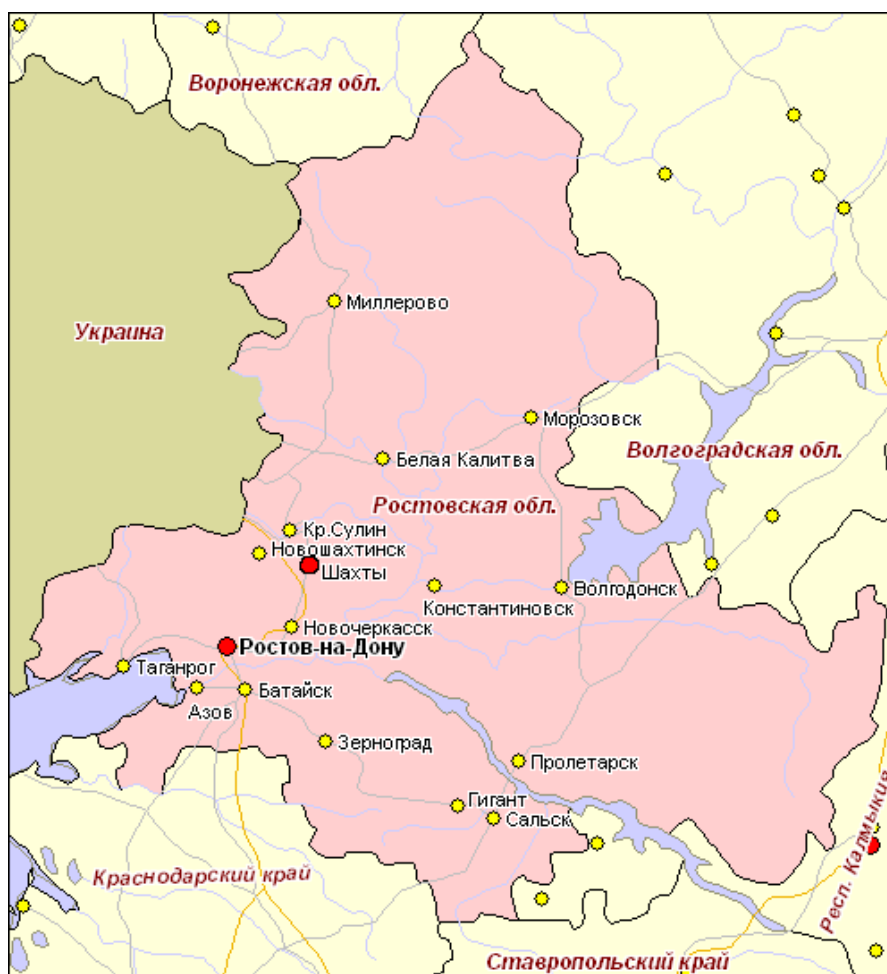 Воронежская обл.
Миллерово
Украина
Морозовск
Волгоградская обл.
Белая Калитва
Ростовская обл.
Кр.Сулин
Новошахтинск
Шахты
Волгодонск
Константиновск
Новочеркасск
Ростов-на-Дону
Таганрог
Батайск
Азов
Зерноград
Пролетарск
Гигант
Сальск
Респ. Калмыкия
Краснодарский край
Ставропольский край